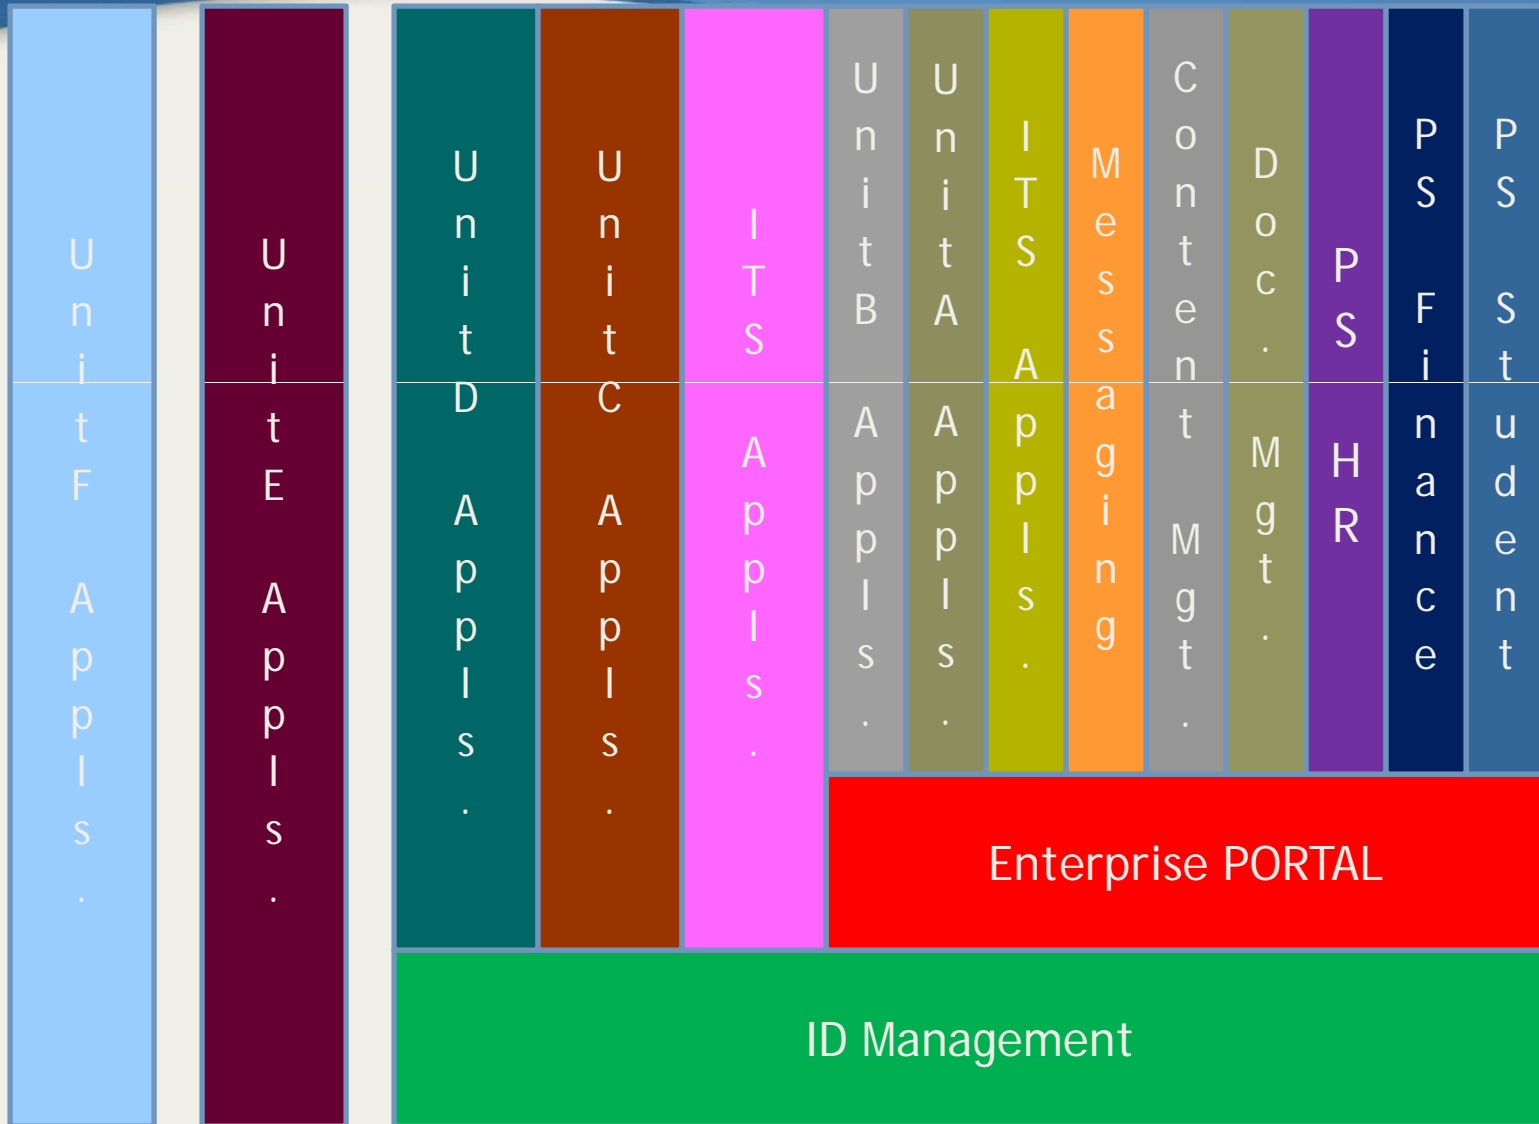 Unit F Appls.
Unit E Appls.
Unit D Appls.
Unit C Appls.
ITS Appls.
Unit B Appls.
Unit A Appls.
ITS Appls.
Messaging
Content Mgt.
Doc. Mgt.
PS HR
PS Finance
PS Student
Enterprise PORTAL
ID Management